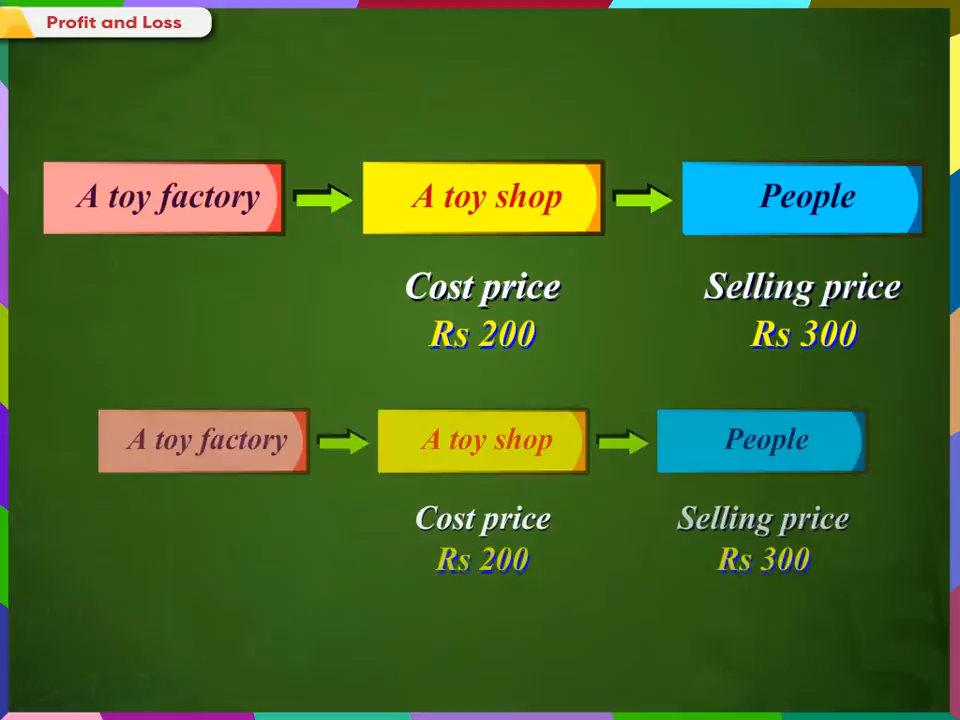 Profit and Loss
A toy factory
A toy shop
People
Cost price
Rs 200
Selling price
Rs 300
A toy factory
A toy shop
People
Cost price
Rs 200
Selling price
Rs 300